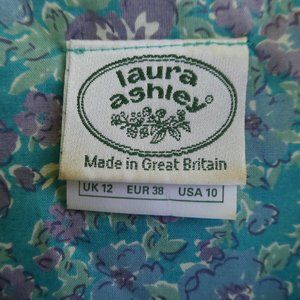 laura
ashley®
Made in Great Britain
UK 12 EUR 38 USA 10